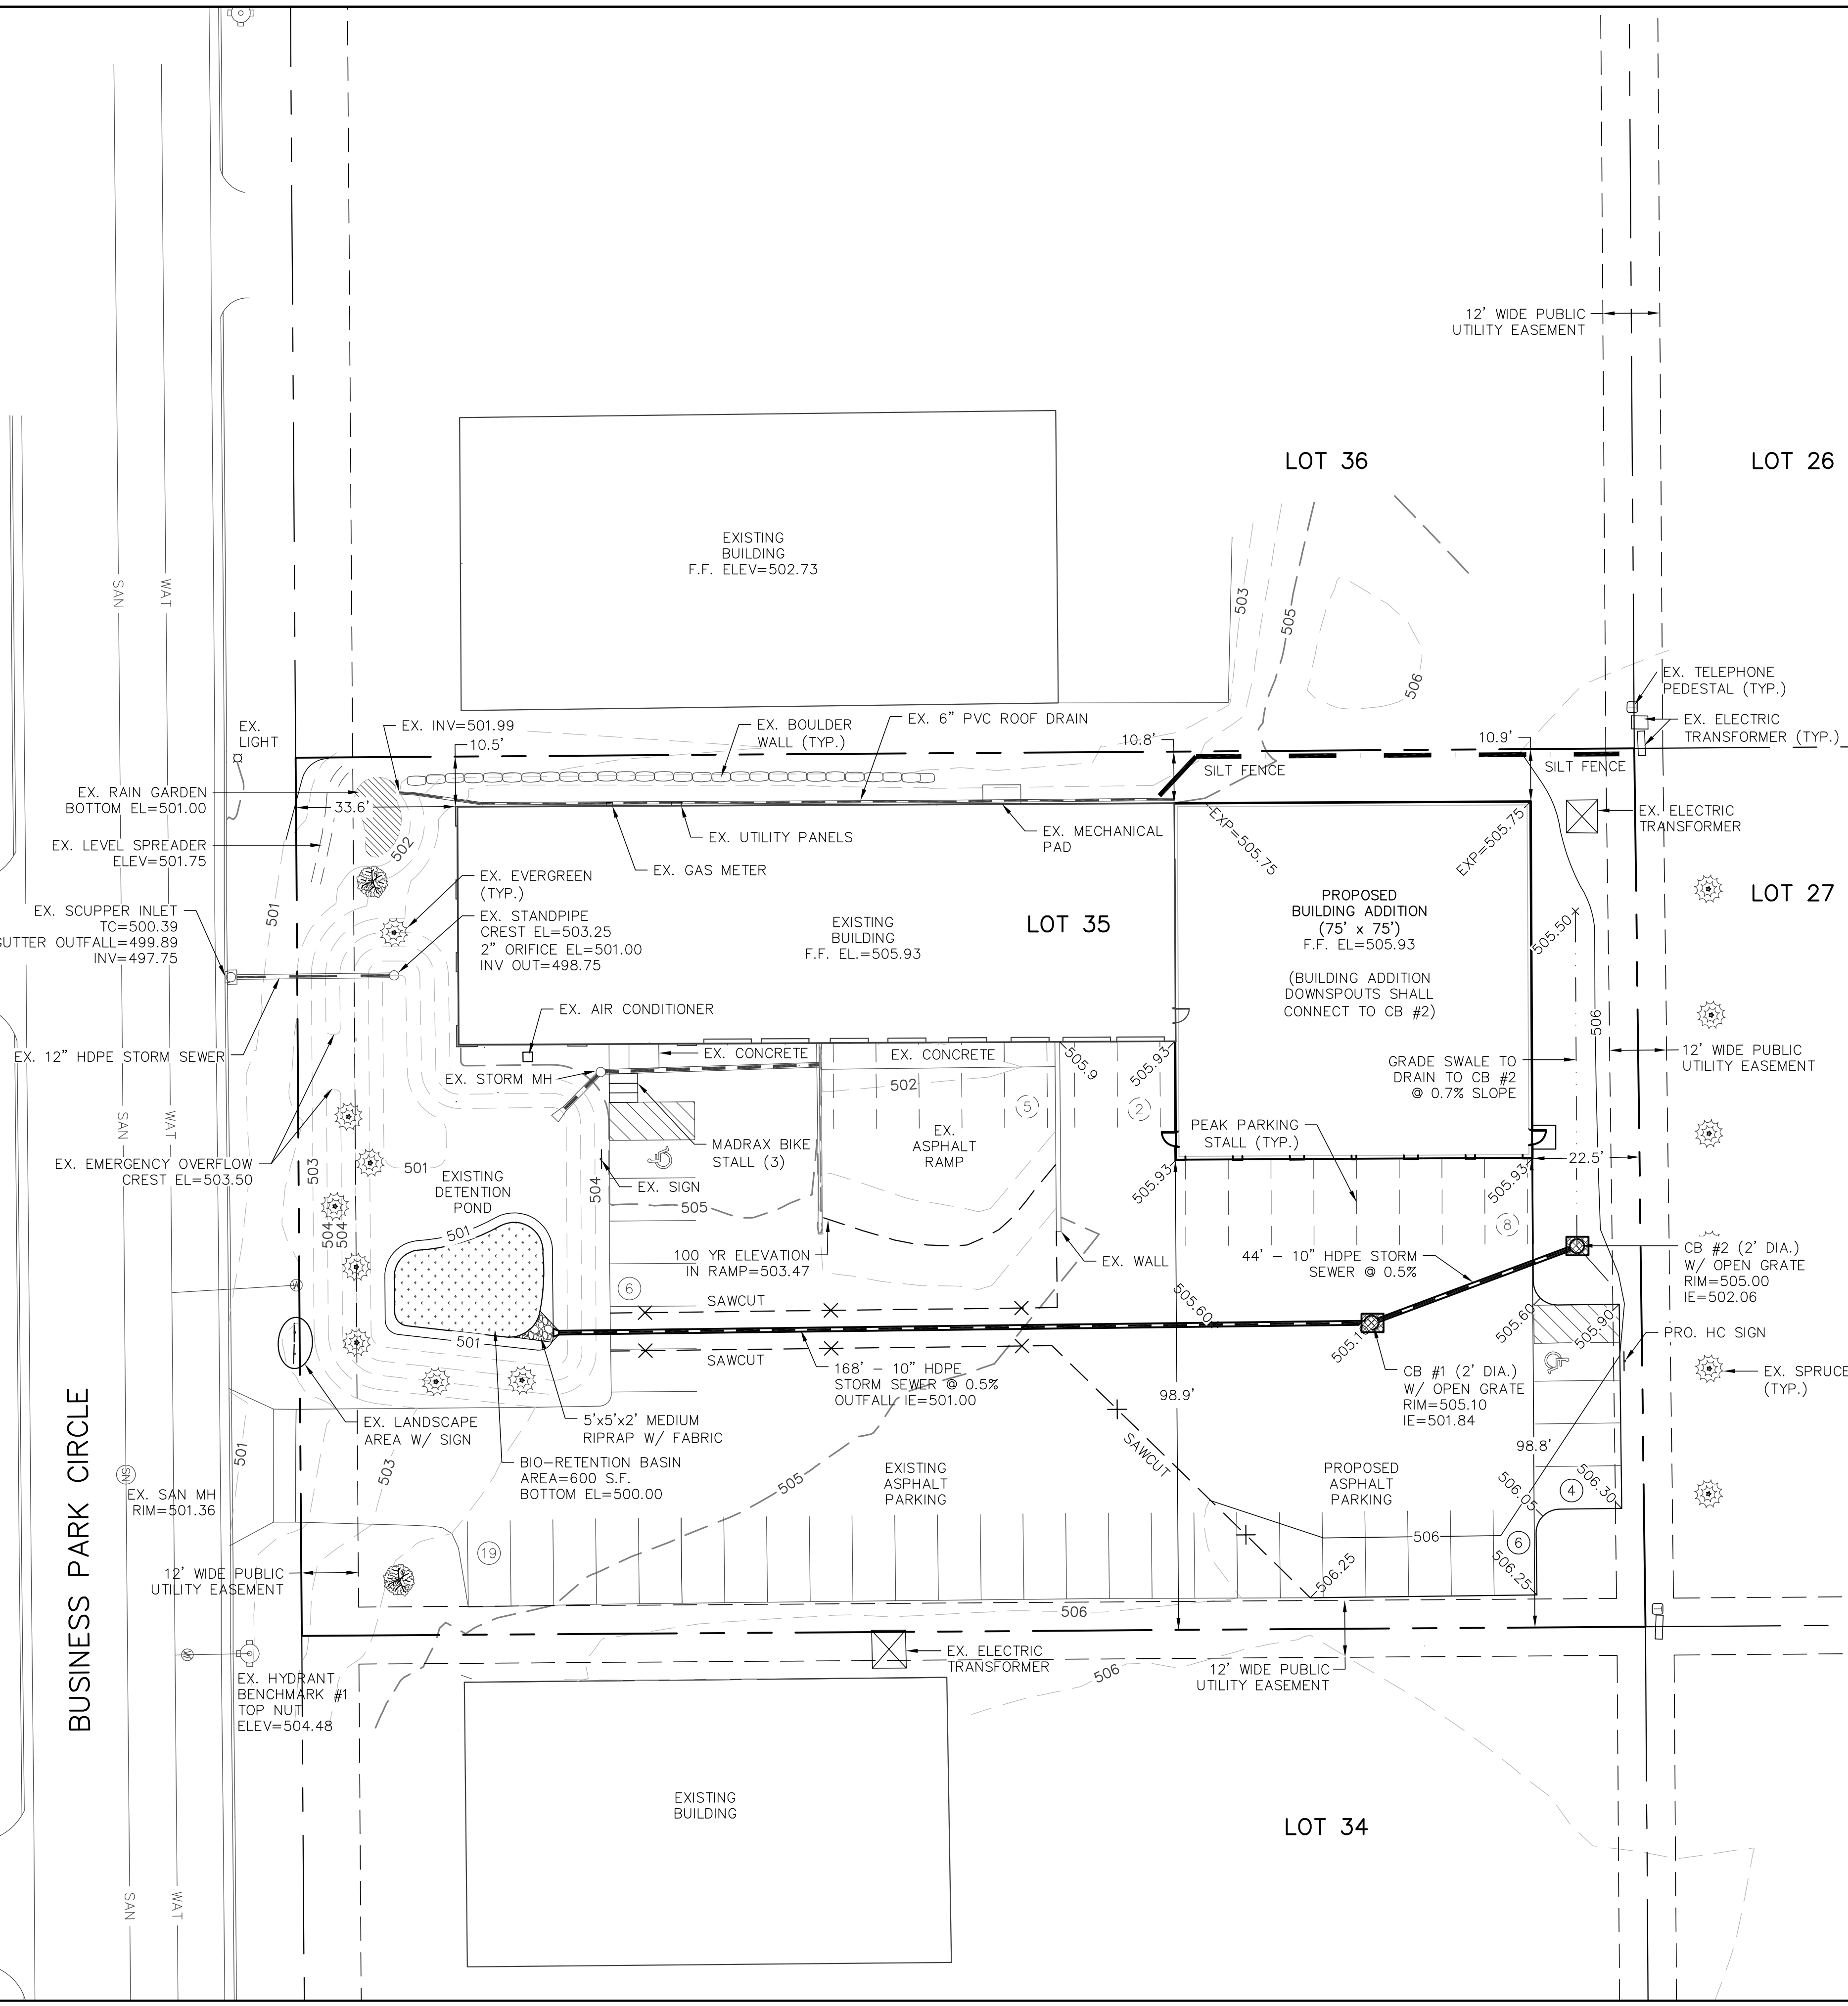 12' WIDE PUBLIC
UTILITY EASEMENT
LOT 36
LOT 26
EXISTING
BUILDING
F.F. ELEV=502.73
SAN
WAT
503
505
506
EX. TELEPHONE
PEDESTAL (TYP.)
EX. ELECTRIC
TRANSFORMER (TYP.)
EX.
LIGHT
EX. INV=501.99
10.5'
EX. BOULDER
WALL (TYP.)
EX. 6" PVC ROOF DRAIN
10.8'
10.9'
SILT FENCE
SILT FENCE
EX. RAIN GARDEN
BOTTOM EL=501.00
33.6'
EX. LEVEL SPREADER
ELEV=501.75
502
501
EX. UTILITY PANELS
EX. GAS METER
EX. MECHANICAL
PAD
EXP=505.75
EXP=505.75
EX. ELECTRIC
TRANSFORMER
LOT 27
EX. SCUPPER INLET
TC=500.39
GUTTER OUTFALL=499.89
INV=497.75
EX. EVERGREEN
(TYP.)
EX. STANDPIPE
CREST EL=503.25
2" ORIFICE EL=501.00
INV OUT=498.75
EXISTING
BUILDING
F.F. EL.=505.93
LOT 35
PROPOSED
BUILDING ADDITION
(75' x 75')
F.F. EL=505.93
(BUILDING ADDITION
DOWNSPOUTS SHALL
CONNECT TO CB #2)
505.50
506
EX. AIR CONDITIONER
EX. 12" HDPE STORM SEWER
EX. CONCRETE
EX. CONCRETE
EX. STORM MH
502
505.9
505.93
GRADE SWALE TO
DRAIN TO CB #2
@ 0.7% SLOPE
12' WIDE PUBLIC
UTILITY EASEMENT
5
2
SAN
WAT
EX. EMERGENCY OVERFLOW
CREST EL=503.50
MADRAX BIKE
STALL (3)
EX.
ASPHALT
RAMP
PEAK PARKING
STALL (TYP.)
22.5'
503
501
EXISTING
DETENTION
POND
504
EX. SIGN
505
505.93
505.93
504
504
501
8
100 YR ELEVATION
IN RAMP=503.47
EX. WALL
44' - 10" HDPE STORM
SEWER @ 0.5%
CB #2 (2' DIA.)
W/ OPEN GRATE
RIM=505.00
IE=502.06
W
6
SAWCUT
505.60
505.60
505.90
501
SAWCUT
505.1
PRO. HC SIGN
168' - 10" HDPE
STORM SEWER @ 0.5%
OUTFALL IE=501.00
98.9'
CB #1 (2' DIA.)
W/ OPEN GRATE
RIM=505.10
IE=501.84
EX. SPRUCE
(TYP.)
EX. LANDSCAPE
AREA W/ SIGN
5'x5'x2' MEDIUM
RIPRAP W/ FABRIC
98.8'
501
503
BIO-RETENTION BASIN
AREA=600 S.F.
BOTTOM EL=500.00
505
EXISTING
ASPHALT
PARKING
SAWCUT
PROPOSED
ASPHALT
PARKING
506.05
506.30
4
SN
EX. SAN MH
RIM=501.36
BUSINESS PARK CIRCLE
19
506
6
12' WIDE PUBLIC
UTILITY EASEMENT
506.25
506.25
506
W
EX. HYDRANT
BENCHMARK #1
TOP NUT
ELEV=504.48
EX. ELECTRIC
TRANSFORMER
506
12' WIDE PUBLIC
UTILITY EASEMENT
EXISTING
BUILDING
LOT 34
SAN
WAT